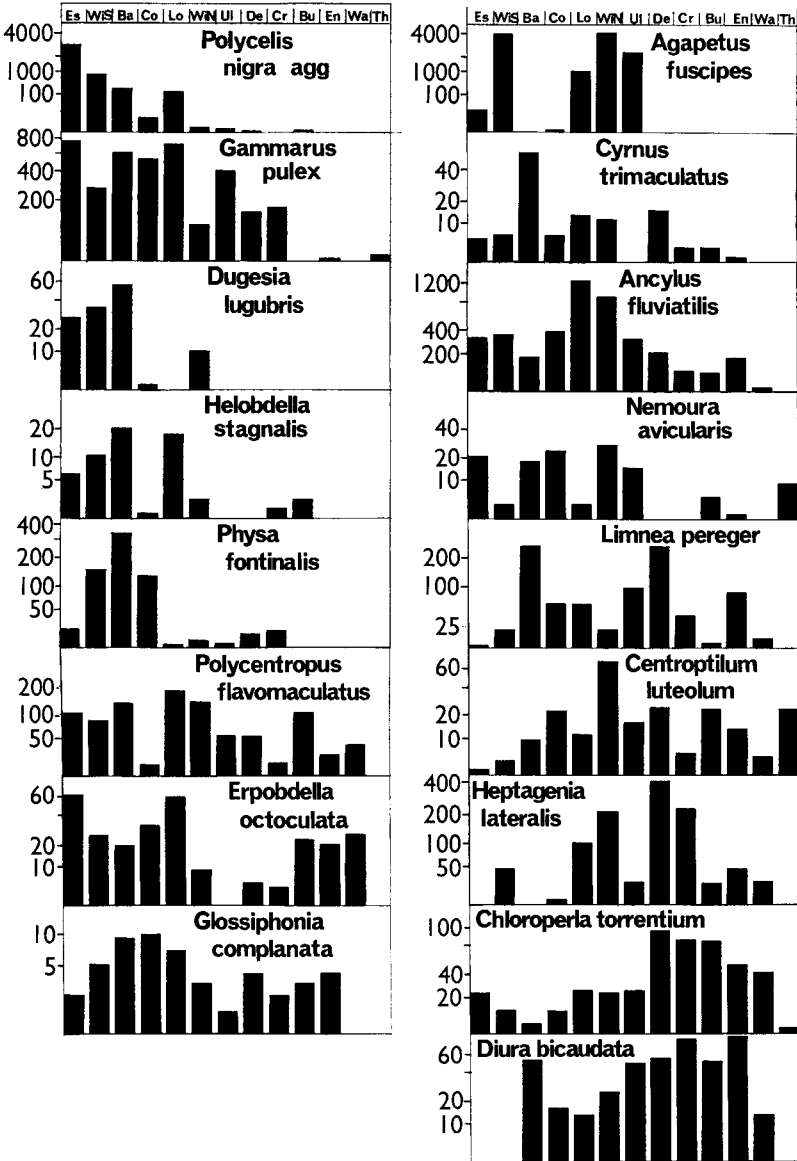 Es WiS Ba Co Lo WiN Ul De Cr Bu En Wa Th
Polycelis
nigra agg
4000
1000
100
Gammarus
pulex
800
400
200
Dugesia
lugubris
60
20
10
Helobdella
stagnalis
20
10
5
Physa
fontinalis
400
200
100
50
Polycentropus
flavomaculatus
200
100
50
Erpobdella
octoculata
60
20
10
Glossiphonia
complanata
10
5
Es WiS Ba Co Lo WiN Ul De Cr Bu En Wa Th
Agapetus
fuscipes
4000
1000
100
Cyrnus
trimaculatus
40
20
10
Ancylus
fluviatilis
1200
400
200
Nemoura
avicularis
40
20
10
Limnea pereger
200
100
25
Centroptilum
luteolum
60
20
10
Heptagenia
lateralis
400
200
100
50
Chloroperla torrentium
100
40
20
Diura bicaudata
60
20
10